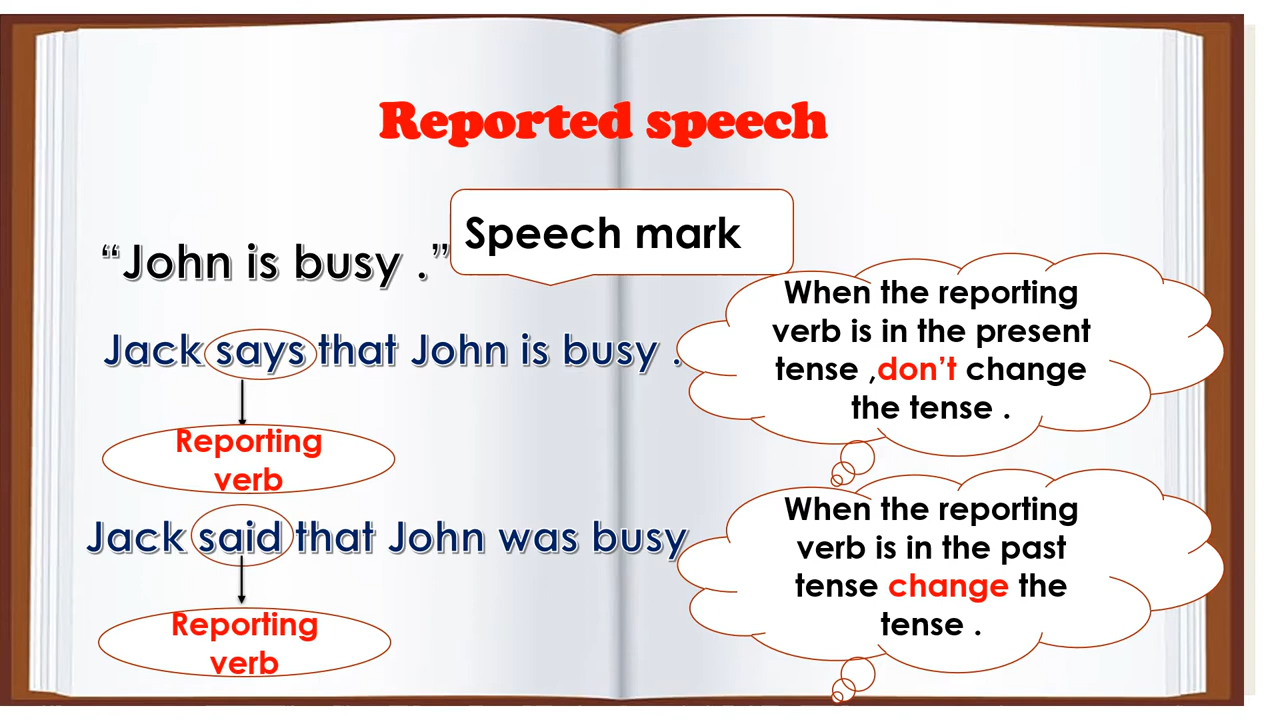 Reported speech
Speech mark
“John is busy .”
Jack says that John is busy .
Reporting
verb
When the reporting
verb is in the present
tense ,don’t change
the tense .
Jack said that John was busy
Reporting
verb
When the reporting
verb is in the past
tense change the
tense .